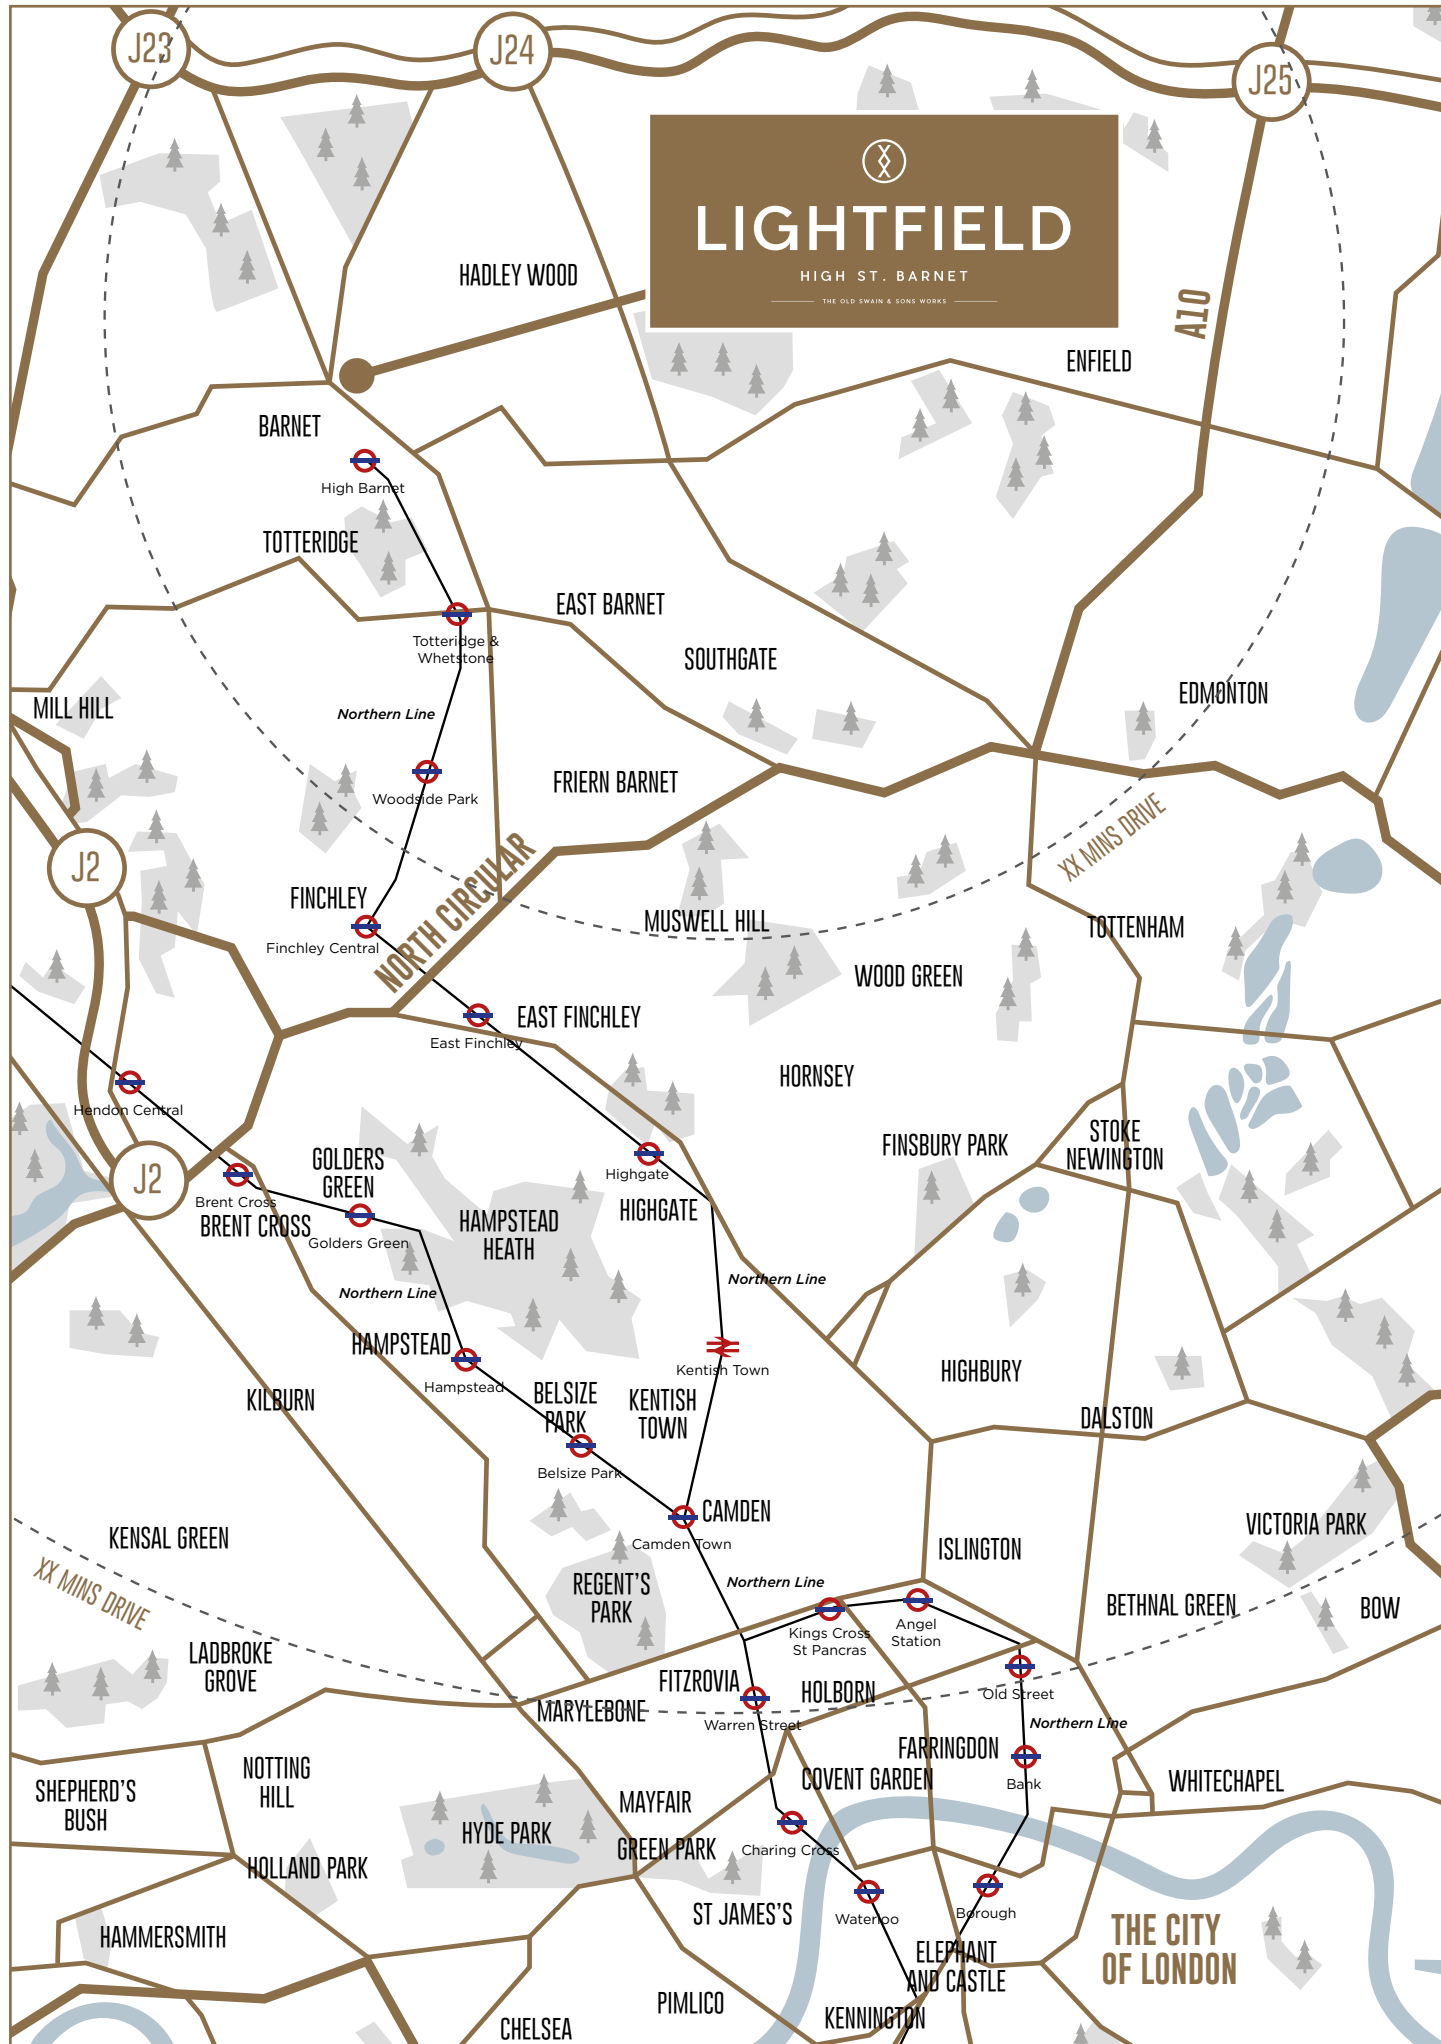 J23
J24
J25
LIGHTFIELD
HIGH ST. BARNET
THE OLD SWAIN & SONS WORKS
HADLEY WOOD
A10
ENFIELD
BARNET
High Barnet
TOTTERIDGE
EAST BARNET
Totteridge &
Whetstone
SOUTHGATE
EDMONTON
MILL HILL
Northern Line
Woodside Park
FRIERN BARNET
XX MINS DRIVE
J2
NORTH CIRCULAR
FINCHLEY
Finchley Central
MUSWELL HILL
TOTTENHAM
WOOD GREEN
EAST FINCHLEY
East Finchley
HORNSEY
Hendon Central
STOKE
NEWINGTON
FINSBURY PARK
GOLDERS
GREEN
J2
Highgate
Brent Cross
BRENT CROSS
Golders Green
HAMPSTEAD
HEATH
HIGHGATE
Northern Line
Northern Line
HAMPSTEAD
Hampstead
Kentish Town
HIGHBURY
KILBURN
BELSIZE
PARK
KENTISH
TOWN
DALSTON
Belsize Park
CAMDEN
Camden Town
KENSAL GREEN
VICTORIA PARK
ISLINGTON
XX MINS DRIVE
REGENT'S
PARK
Northern Line
BETHNAL GREEN
BOW
Kings Cross
St Pancras
Angel
Station
LADBROKE
GROVE
FITZROVIA
HOLBORN
Old Street
MARYLEBONE
Warren Street
Northern Line
FARRINGDON
Bank
COVENT GARDEN
WHITECHAPEL
NOTTING
HILL
SHEPHERD'S
BUSH
MAYFAIR
HYDE PARK
GREEN PARK
Charing Cross
HOLLAND PARK
ST JAMES'S
Waterloo
Borough
HAMMERSMITH
THE CITY
OF LONDON
ELEPHANT
AND CASTLE
PIMLICO
KENNINGTON
CHELSEA